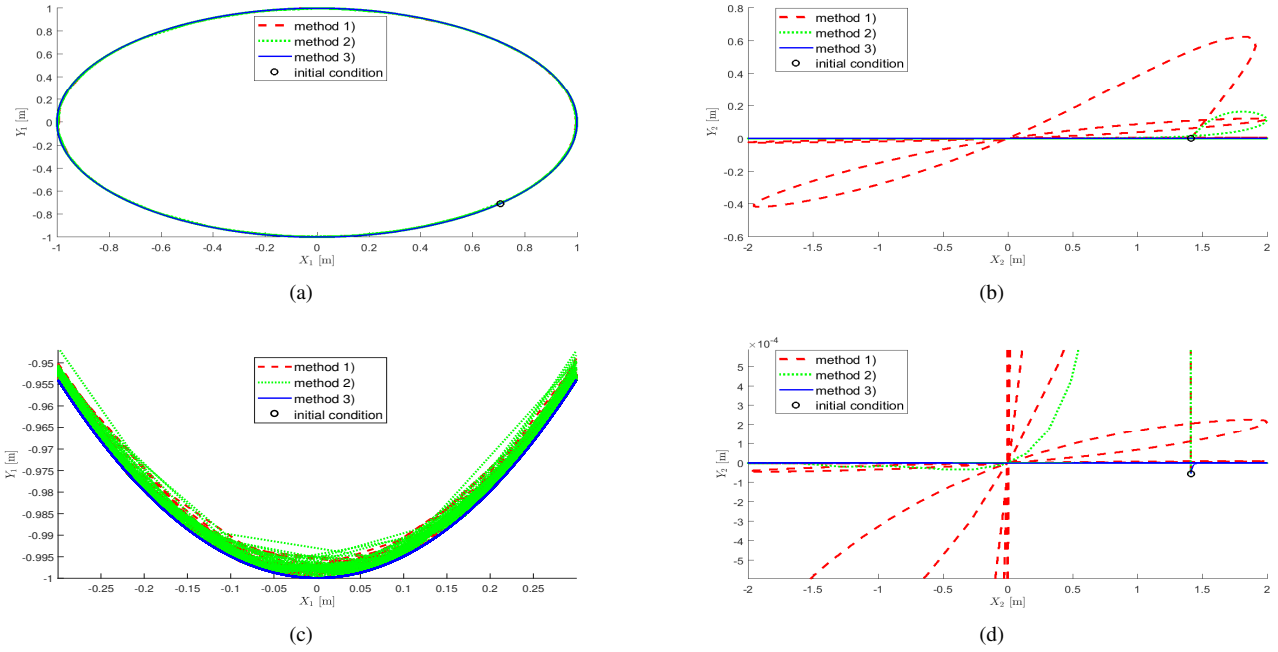 1
0.8
0.6
0.4
0.2
0
-0.2
-0.4
-0.6
-0.8
-1
Y₁ [m]
-1 -0.8 -0.6 -0.4 -0.2 0 0.2 0.4 0.6 0.8 1
X₁ [m]
method 1)
method 2)
method 3)
initial condition
(a)
0.8
0.6
0.4
0.2
0
-0.2
-0.4
-0.6
Y₂ [m]
-2 -1.5 -1 -0.5 0 0.5 1 1.5 2
X₂ [m]
method 1)
method 2)
method 3)
initial condition
(b)
-0.95
-0.955
-0.96
-0.965
-0.97
-0.975
-0.98
-0.985
-0.99
-0.995
-1
Y₁ [m]
-0.25 -0.2 -0.15 -0.1 -0.05 0 0.05 0.1 0.15 0.2 0.25
X₁ [m]
method 1)
method 2)
method 3)
initial condition
(c)
×10⁻⁴
5
4
3
2
1
0
-1
-2
-3
-4
-5
Y₂ [m]
-2 -1.5 -1 -0.5 0 0.5 1 1.5 2
X₂ [m]
method 1)
method 2)
method 3)
initial condition
(d)